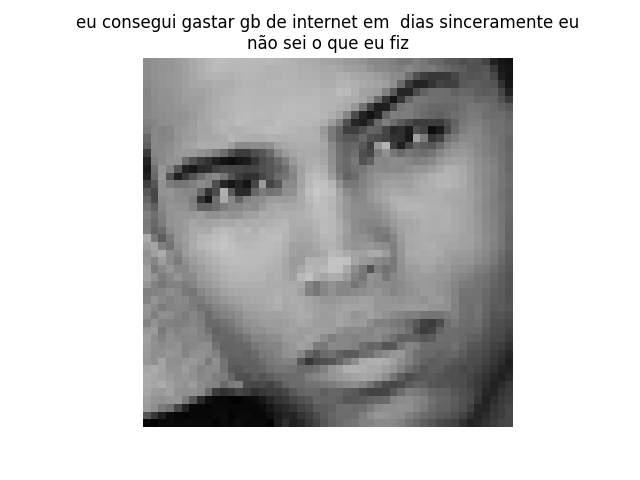 eu consegui gastar gb de internet em  dias sinceramente eu
não sei o que eu fiz